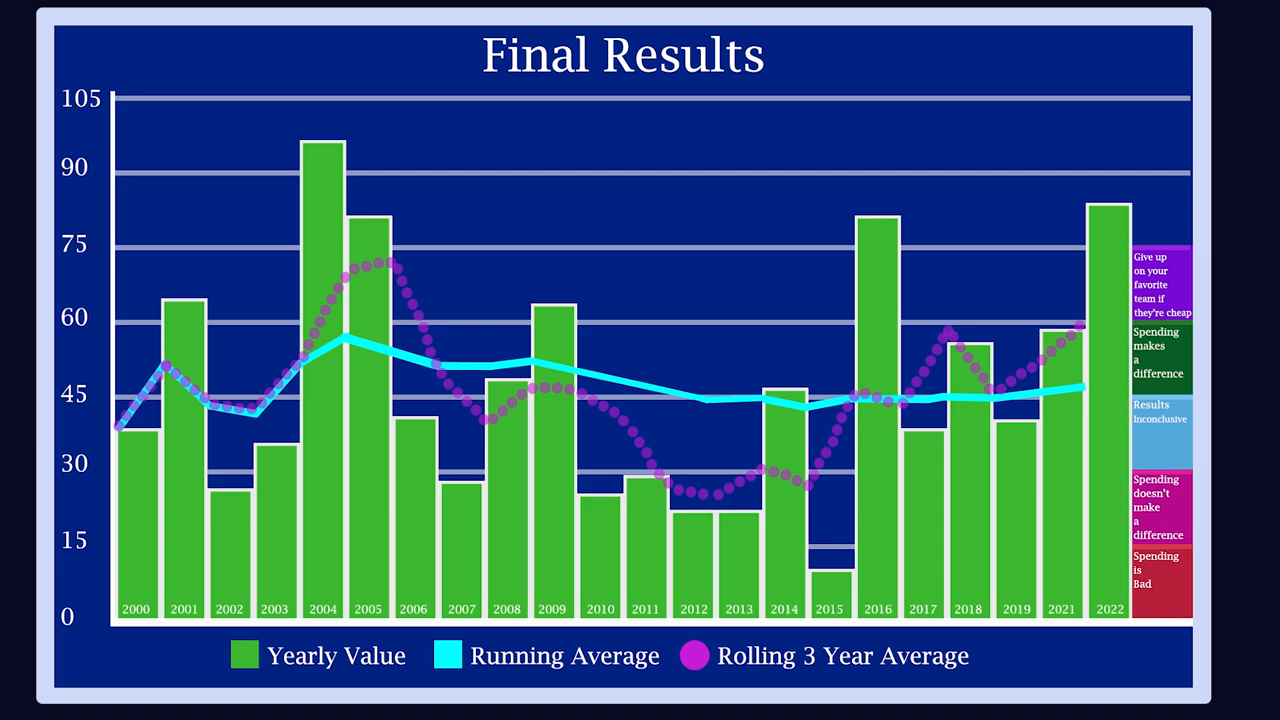 Final Results
105
90
75
60
45
30
15
0
Give up
on your
favorite
team if
they're cheap
Spending
makes
a
difference
Results
Inconclusive
Spending
doesn't
make
a
difference
Spending
is
Bad
2000 2001 2002 2003 2004 2005 2006 2007 2008 2009 2010 2011 2012 2013 2014 2015 2016 2017 2018 2019 2021 2022
Yearly Value Running Average Rolling 3 Year Average